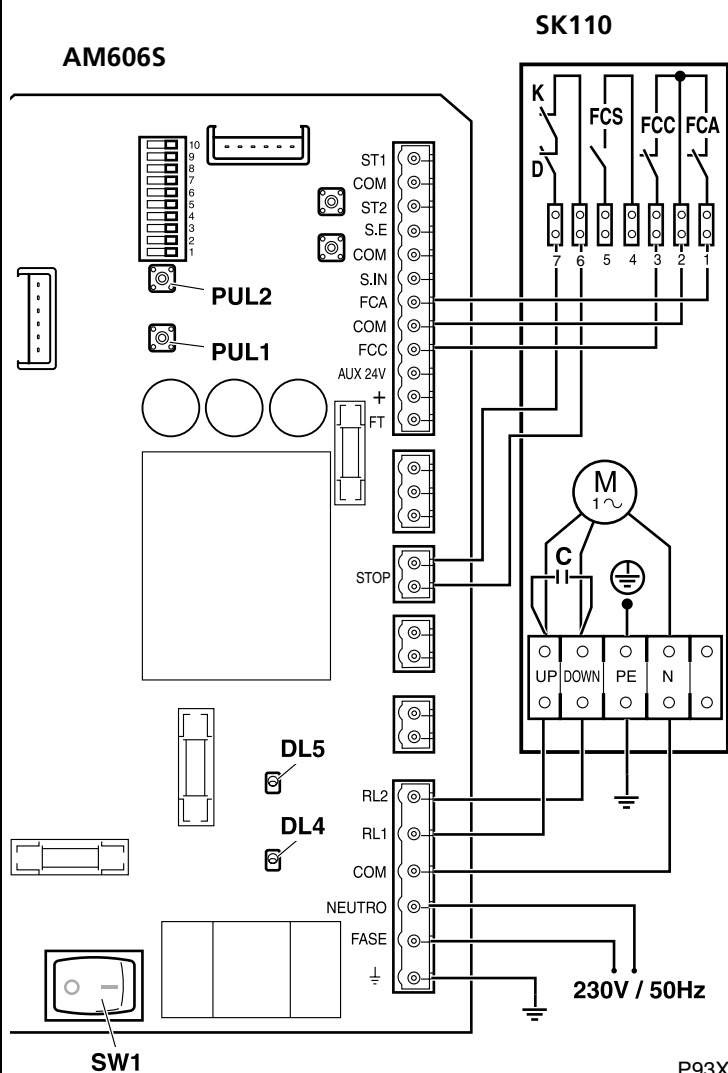 SK110
AM606S
K
FCS
FCC
FCA
D
10
9
8
7
6
5
4
3
2
1
ST1
COM
ST2
S.E
COM
S.IN
FCA
COM
FCC
AUX 24V
+
FT
7 6 5 4 3 2 1
PUL2
PUL1
M
1
C
STOP
UP DOWN PE N
DL5
DL4
RL2
RL1
COM
NEUTRO
FASE
230V / 50Hz
SW1
P93X